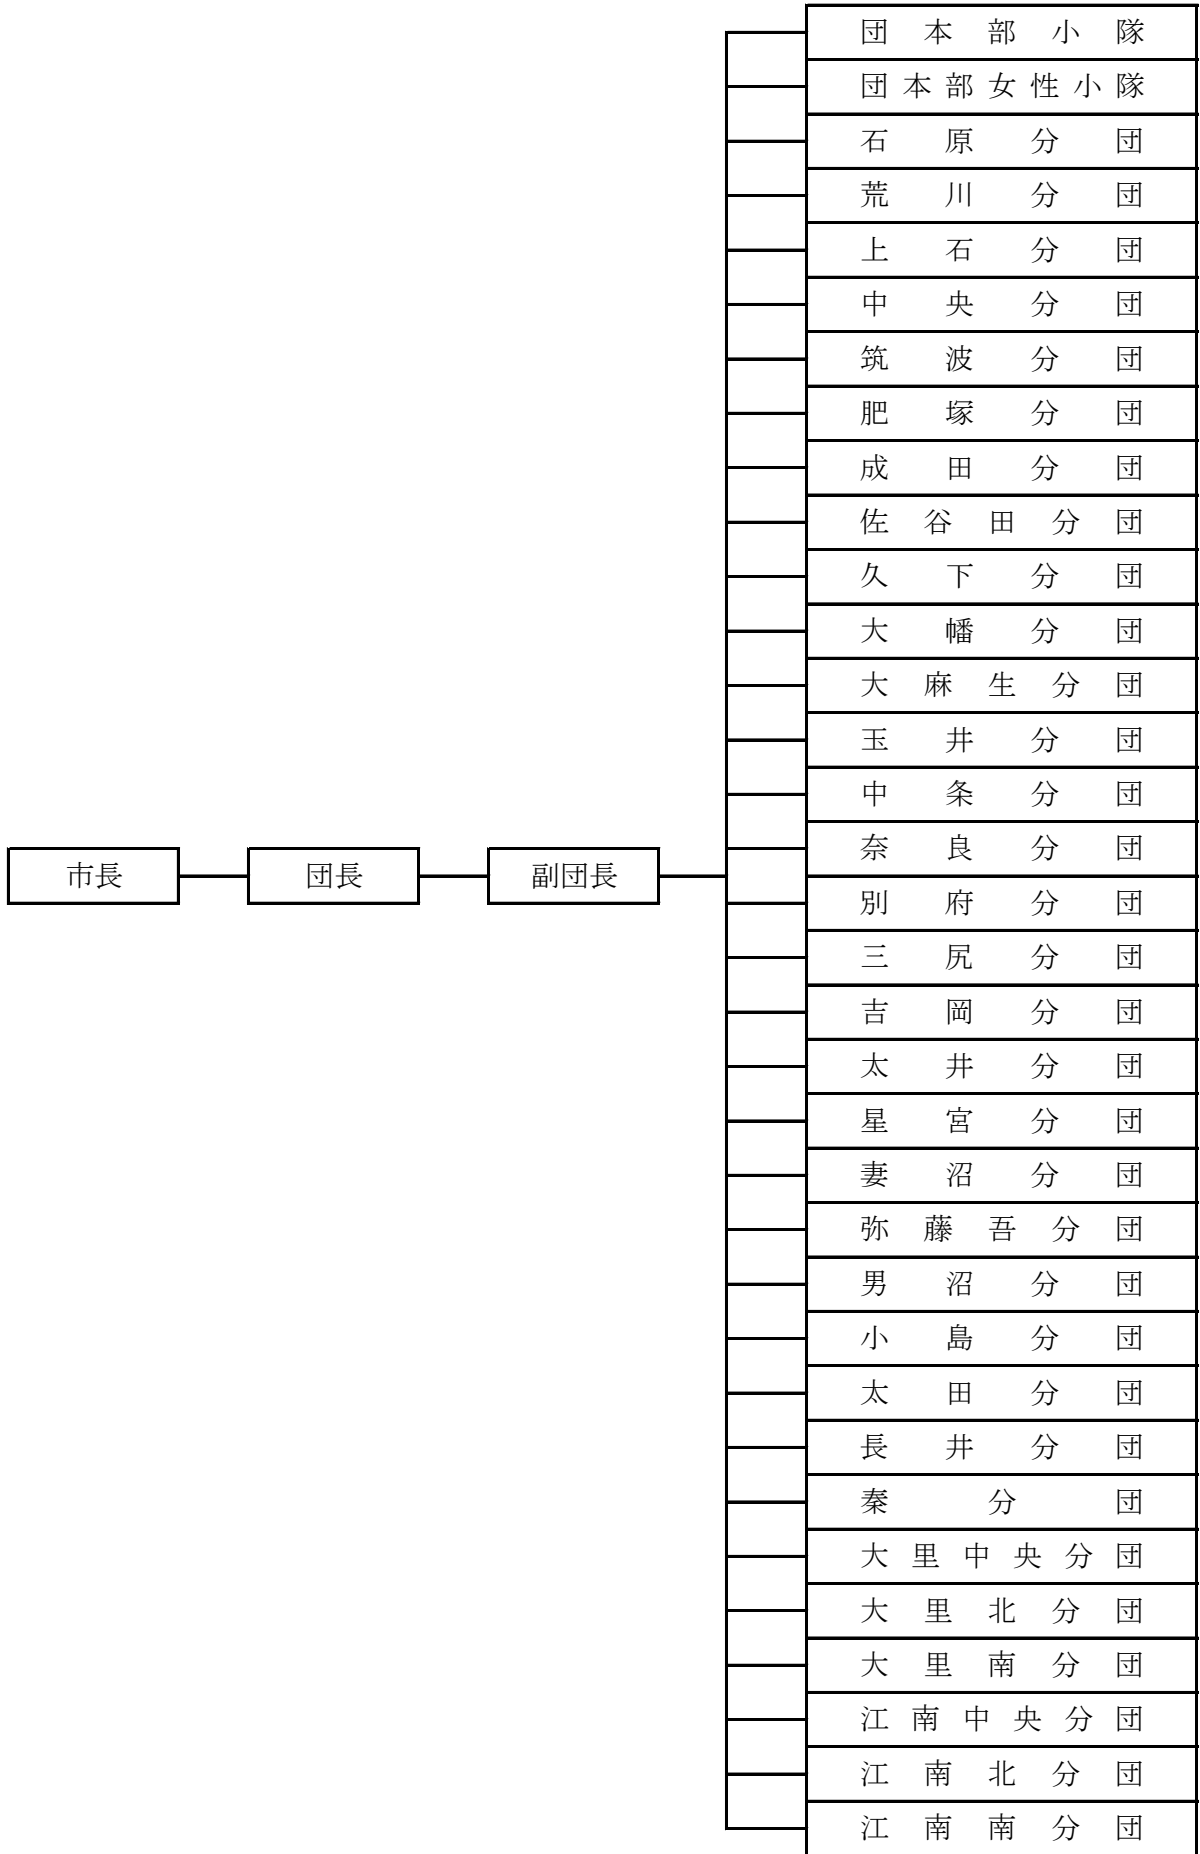 団本部小隊
団本部女性小隊
石原分団
荒川分団
上石分団
中央分団
筑波分団
肥塚分団
成田分団
佐谷田分団
久下分団
大幡分団
大麻生分団
玉井分団
中条分団
市長 団長 副団長 奈良分団
別府分団
三尻分団
吉岡分団
太井分団
星宮分団
妻沼分団
弥藤吾分団
男沼分団
小島分団
太田分団
長井分団
秦分団
大里中央分団
大里北分団
大里南分団
江南中央分団
江南北分団
江南南分団